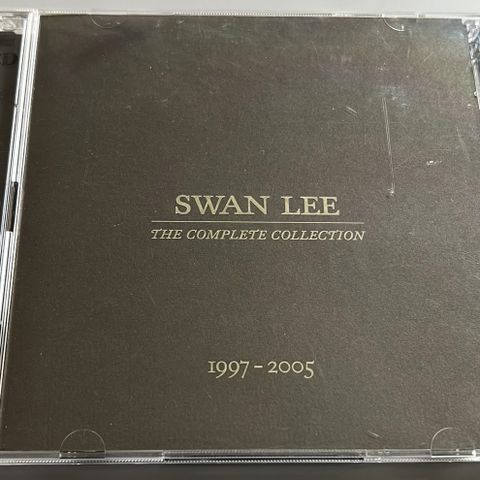 SWAN LEE
THE COMPLETE COLLECTION
1997–2005